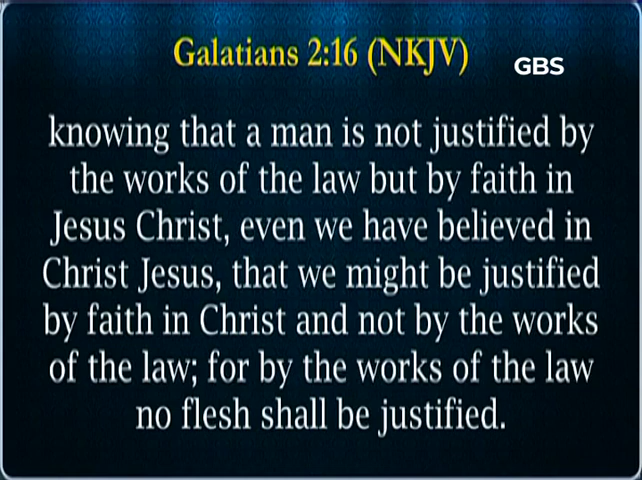 Galatians 2:16 (NKJV)
GBS
knowing that a man is not justified by
the works of the law but by faith in
Jesus Christ, even we have believed in
Christ Jesus, that we might be justified
by faith in Christ and not by the works
of the law; for by the works of the law
no flesh shall be justified.